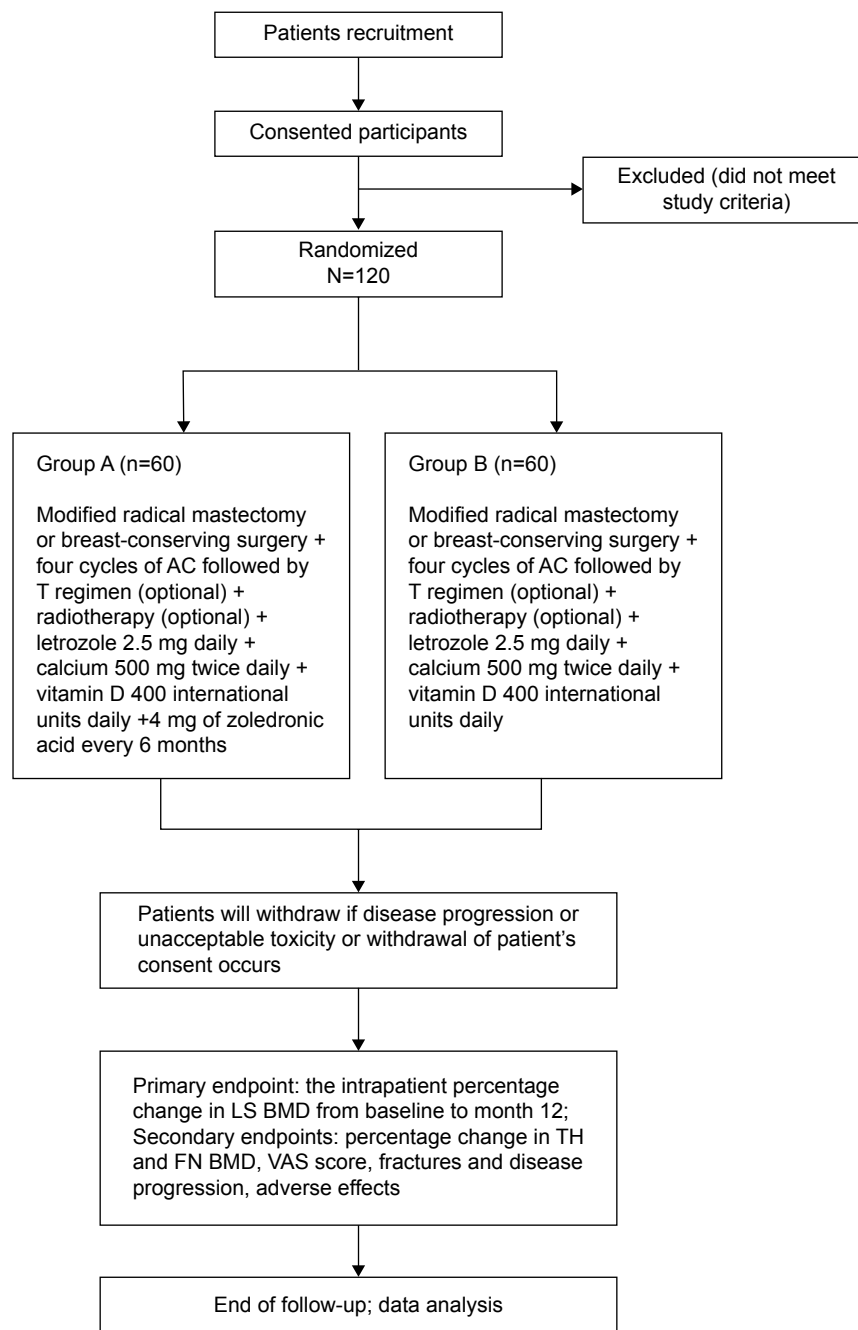 Patients recruitment
Consented participants
Excluded (did not meet
study criteria)
Randomized
N=120
Group A (n=60)
Modified radical mastectomy
or breast-conserving surgery +
four cycles of AC followed by
T regimen (optional) +
radiotherapy (optional) +
letrozole 2.5 mg daily +
calcium 500 mg twice daily +
vitamin D 400 international
units daily +4 mg of zoledronic
acid every 6 months
Group B (n=60)
Modified radical mastectomy
or breast-conserving surgery +
four cycles of AC followed by
T regimen (optional) +
radiotherapy (optional) +
letrozole 2.5 mg daily +
calcium 500 mg twice daily +
vitamin D 400 international
units daily
Patients will withdraw if disease progression or
unacceptable toxicity or withdrawal of patient’s
consent occurs
Primary endpoint: the intrapatient percentage
change in LS BMD from baseline to month 12;
Secondary endpoints: percentage change in TH
and FN BMD, VAS score, fractures and disease
progression, adverse effects
End of follow-up; data analysis